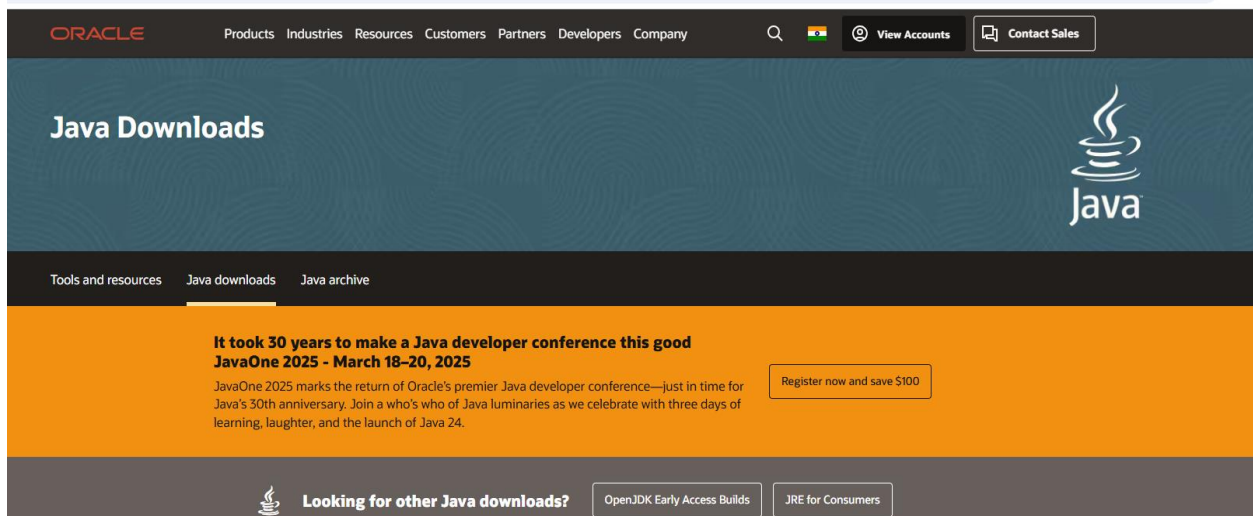 ORACLE Products Industries Resources Customers Partners Developers Company View Accounts Contact Sales
Java Downloads
Java
Tools and resources Java downloads Java archive
It took 30 years to make a Java developer conference this good
JavaOne 2025 - March 18–20, 2025
JavaOne 2025 marks the return of Oracle's premier Java developer conference—just in time for
Java's 30th anniversary. Join a who's who of Java luminaries as we celebrate with three days of
learning, laughter, and the launch of Java 24.
Register now and save $100
Looking for other Java downloads? OpenJDK Early Access Builds JRE for Consumers